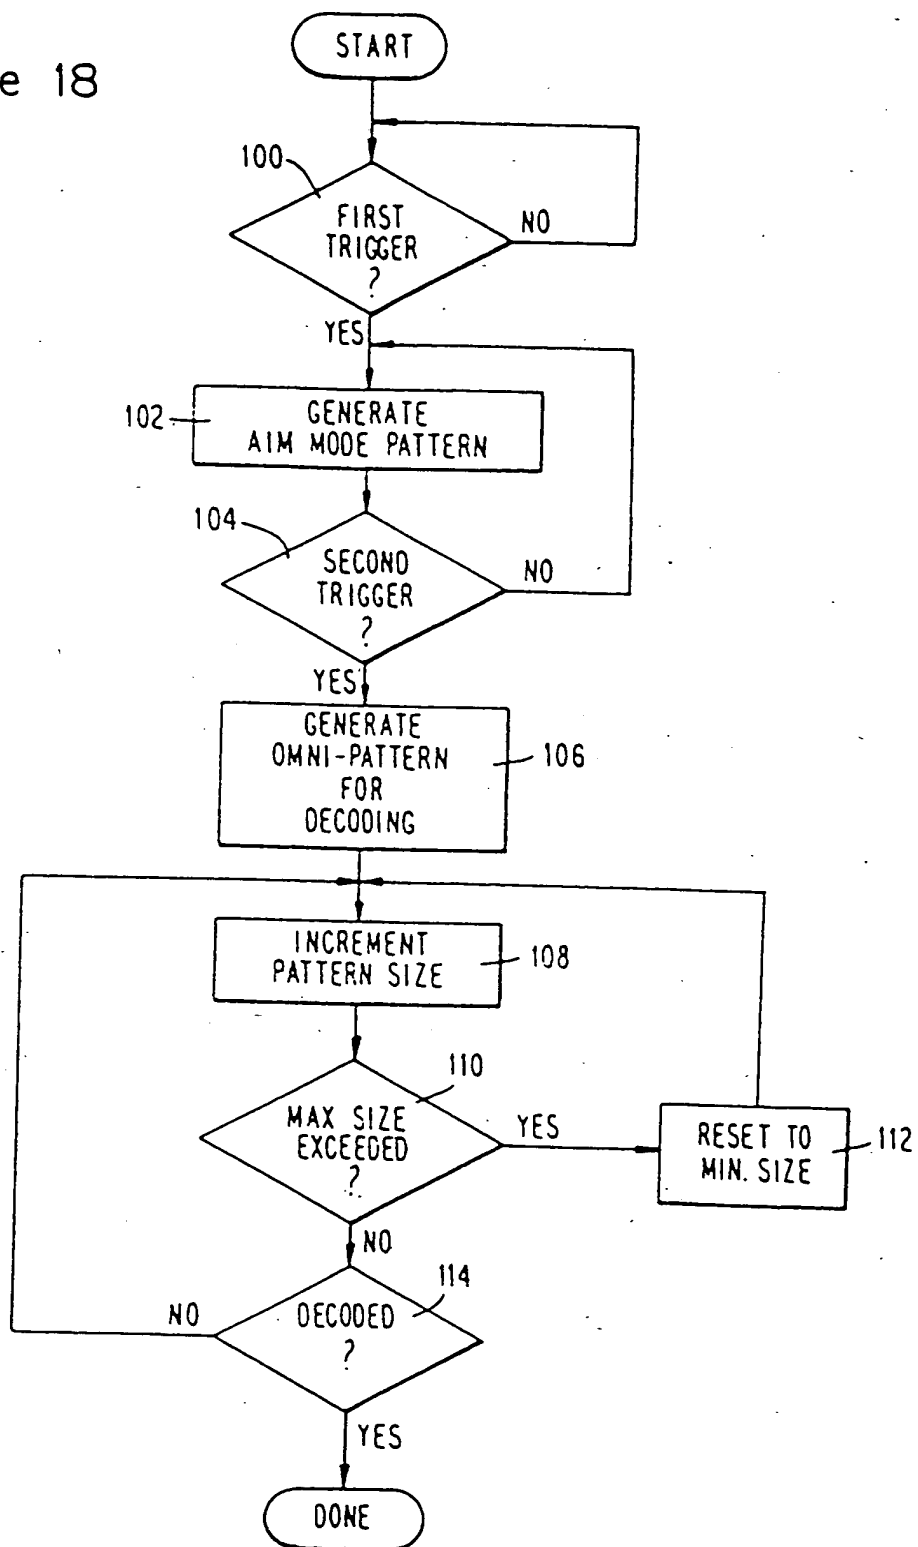 START
e 18
100
FIRST
TRIGGER
?
NO
YES
102
GENERATE
AIM MODE PATTERN
104
SECOND
TRIGGER
?
NO
YES
GENERATE
OMNI-PATTERN
FOR
DECODING
106
INCREMENT
PATTERN SIZE
108
110
MAX SIZE
EXCEEDED
?
YES
RESET TO
MIN. SIZE
112
NO
114
DECODED
?
NO
YES
DONE